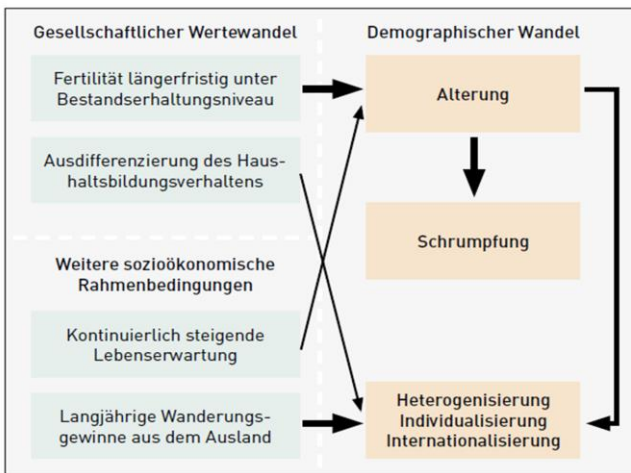 Gesellschaftlicher Wertewandel
Fertilität längerfristig unter
Bestandserhaltungsniveau
Ausdifferenzierung des Haus-
haltsbildungsverhaltens
Weitere sozioökonomische
Rahmenbedingungen
Kontinuierlich steigende
Lebenserwartung
Langjährige Wanderungs-
gewinne aus dem Ausland
Demographischer Wandel
Alterung
Schrumpfung
Heterogenisierung
Individualisierung
Internationalisierung